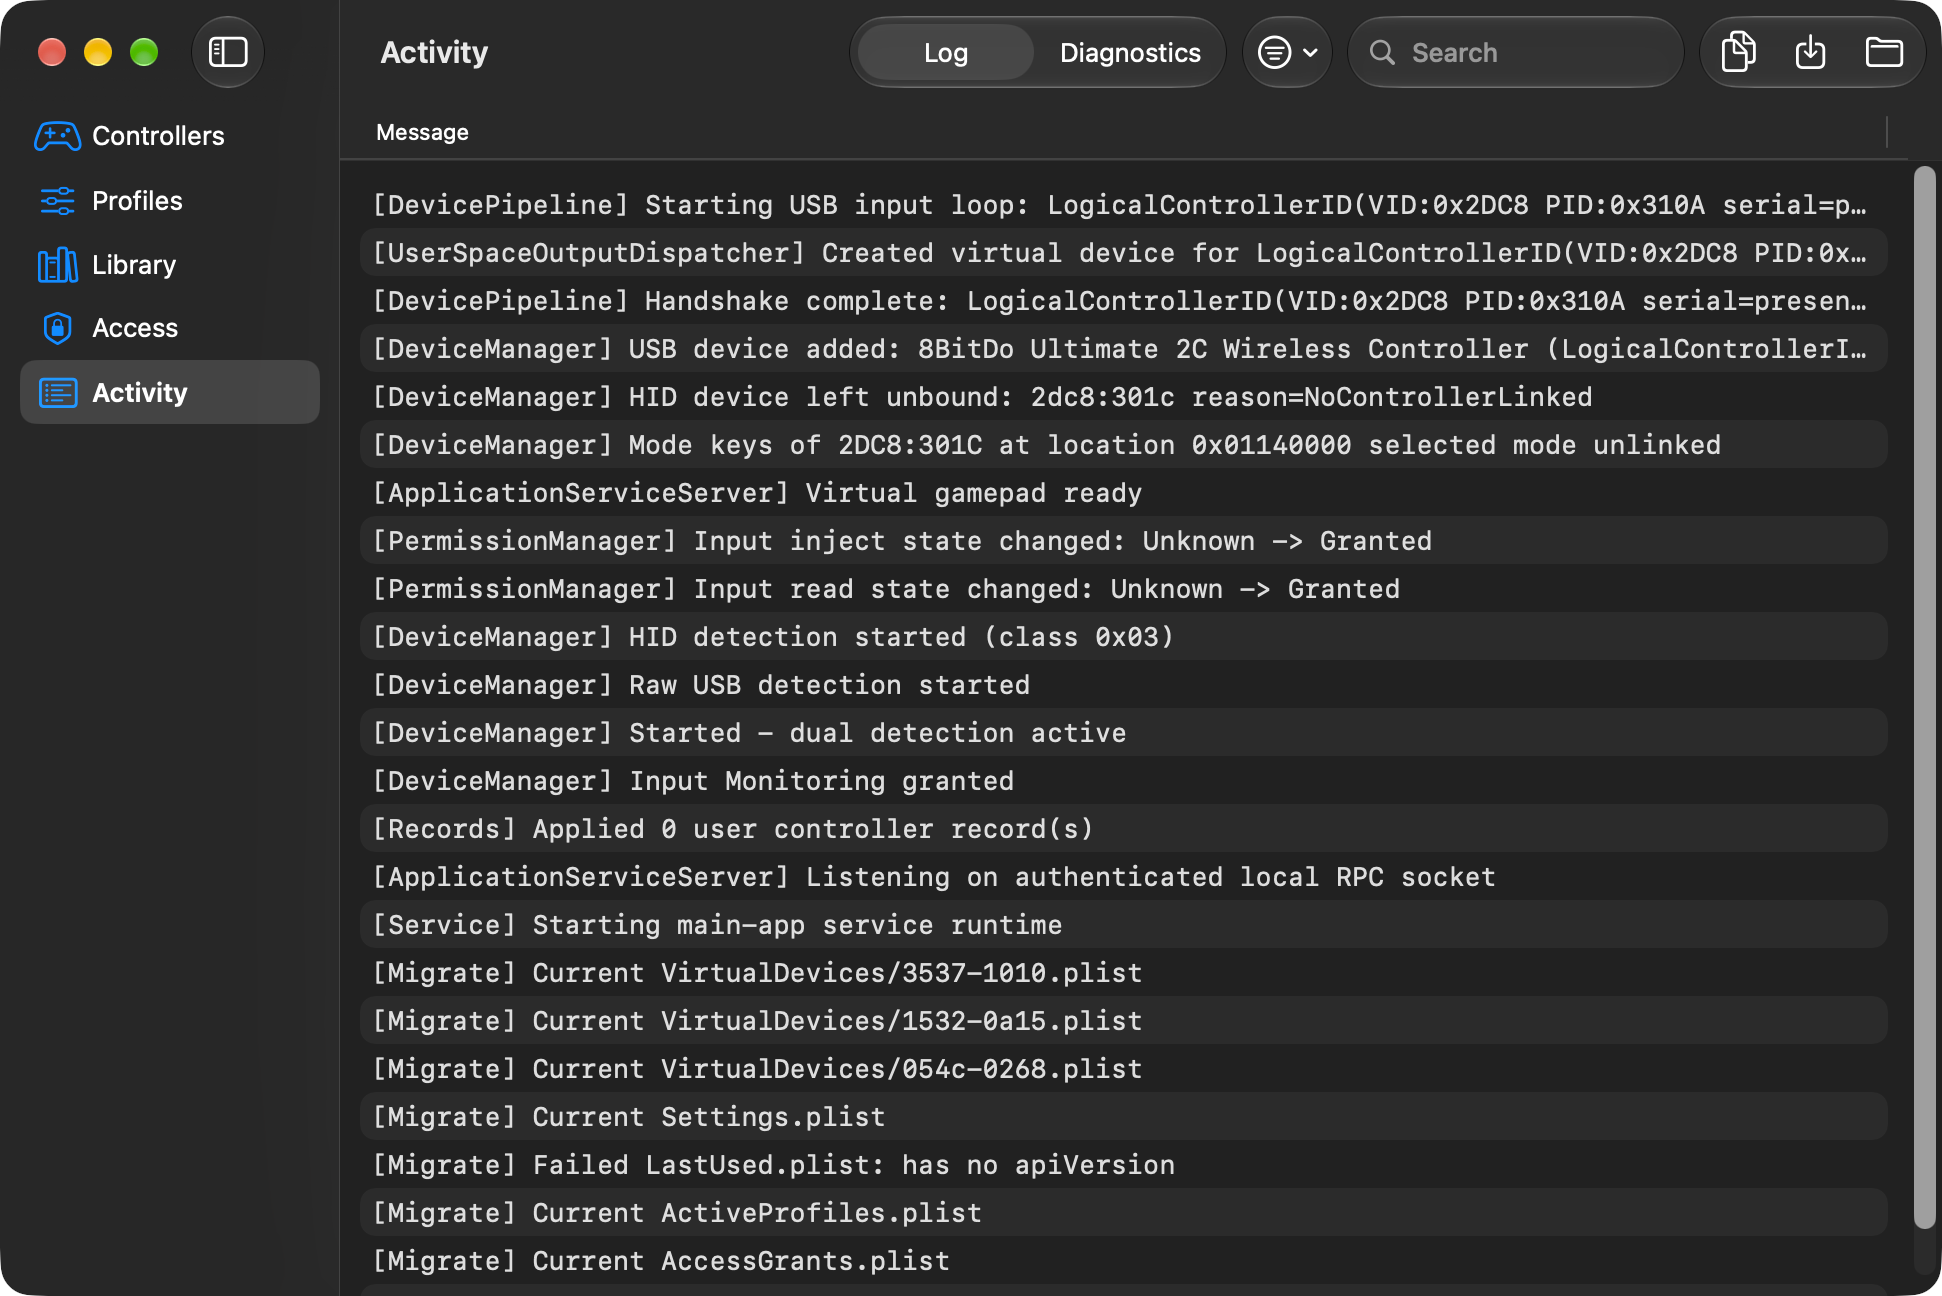 Activity
Log
Diagnostics
Search
Controllers
Profiles
Library
Access
Activity
Message
[DevicePipeline] Starting USB input loop: LogicalControllerID(VID:0x2DC8 PID:0x310A serial=p…
[UserSpaceOutputDispatcher] Created virtual device for LogicalControllerID(VID:0x2DC8 PID:0x…
[DevicePipeline] Handshake complete: LogicalControllerID(VID:0x2DC8 PID:0x310A serial=presen…
[DeviceManager] USB device added: 8BitDo Ultimate 2C Wireless Controller (LogicalControllerI…
[DeviceManager] HID device left unbound: 2dc8:301c reason=NoControllerLinked
[DeviceManager] Mode keys of 2DC8:301C at location 0x01140000 selected mode unlinked
[ApplicationServiceServer] Virtual gamepad ready
[PermissionManager] Input inject state changed: Unknown -> Granted
[PermissionManager] Input read state changed: Unknown -> Granted
[DeviceManager] HID detection started (class 0x03)
[DeviceManager] Raw USB detection started
[DeviceManager] Started — dual detection active
[DeviceManager] Input Monitoring granted
[Records] Applied 0 user controller record(s)
[ApplicationServiceServer] Listening on authenticated local RPC socket
[Service] Starting main-app service runtime
[Migrate] Current VirtualDevices/3537-1010.plist
[Migrate] Current VirtualDevices/1532-0a15.plist
[Migrate] Current VirtualDevices/054c-0268.plist
[Migrate] Current Settings.plist
[Migrate] Failed LastUsed.plist: has no apiVersion
[Migrate] Current ActiveProfiles.plist
[Migrate] Current AccessGrants.plist